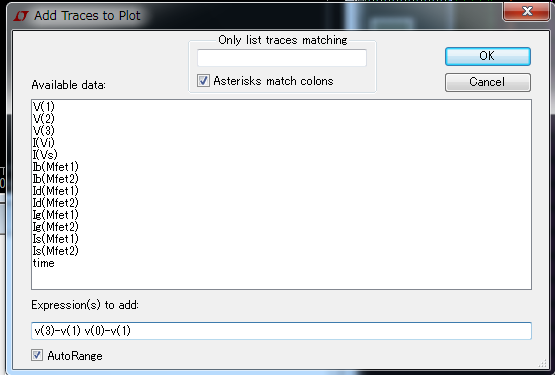 Add Traces to Plot
Only list traces matching
OK
Asterisks match colons
Cancel
Available data:
V(1)
V(2)
V(3)
I(Vi)
I(Vs)
Ib(Mfet1)
Ib(Mfet2)
Id(Mfet1)
Id(Mfet2)
Ig(Mfet1)
Ig(Mfet2)
Is(Mfet1)
Is(Mfet2)
time
Expression(s) to add:
v(3)-v(1) v(0)-v(1)
AutoRange